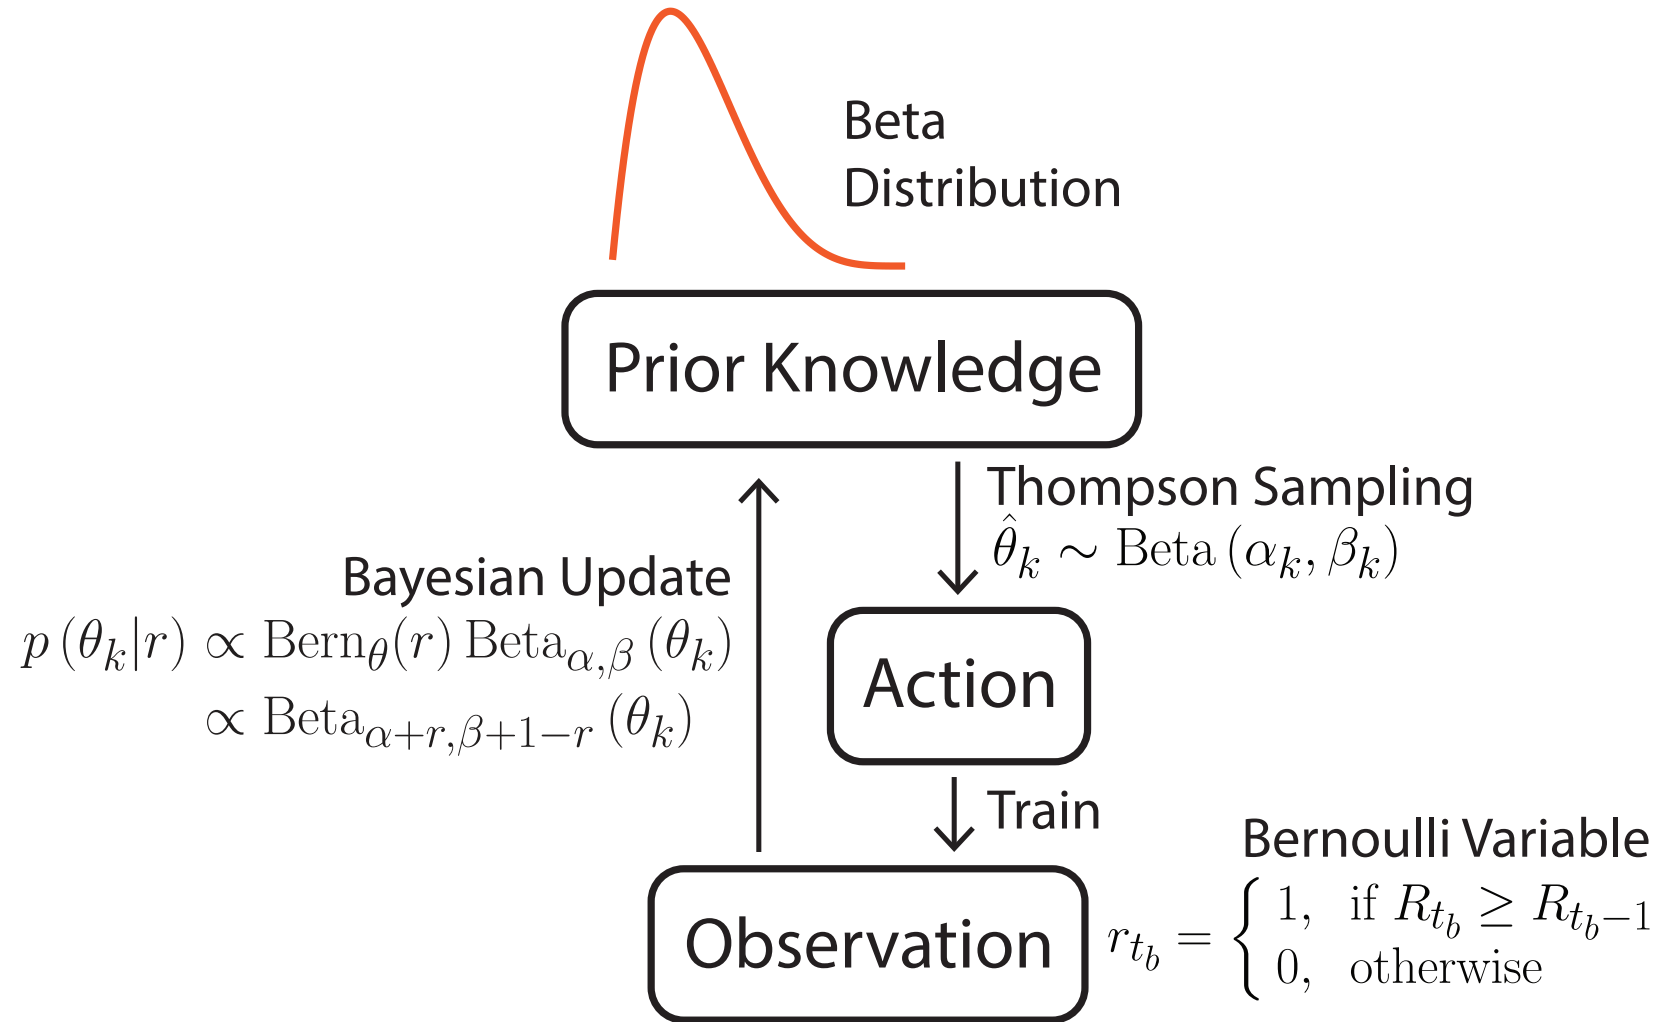 Beta
Distribution
Prior Knowledge
Thompson Sampling
θ̂_k ∼ Beta (α_k, β_k)
Bayesian Update
p (θ_k|r) ∝ Bern_θ(r) Beta_{α,β} (θ_k)
∝ Beta_{α+r,β+1−r} (θ_k)
Action
Train
Bernoulli Variable
Observation
r_{t_b} = { 1, if R_{t_b} ≥ R_{t_b−1}
0, otherwise